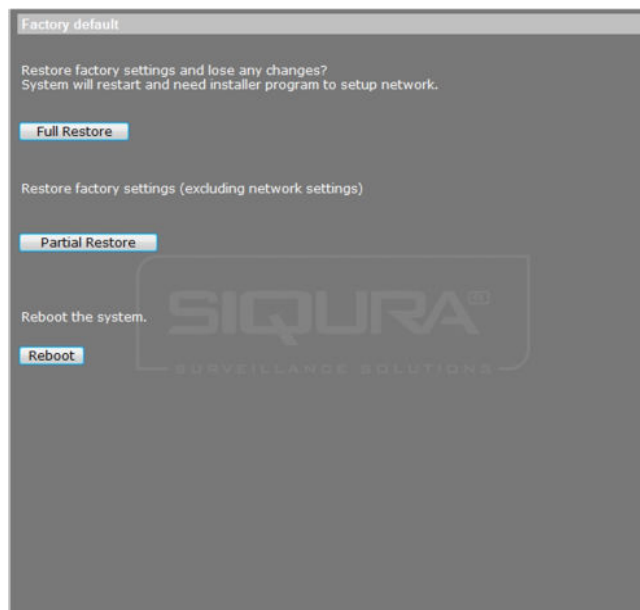 Factory default
Restore factory settings and lose any changes?
System will restart and need installer program to setup network.
Full Restore
Restore factory settings (excluding network settings)
Partial Restore
Reboot the system.
SIQURA®
Reboot
SURVEILLANCE SOLUTIONS